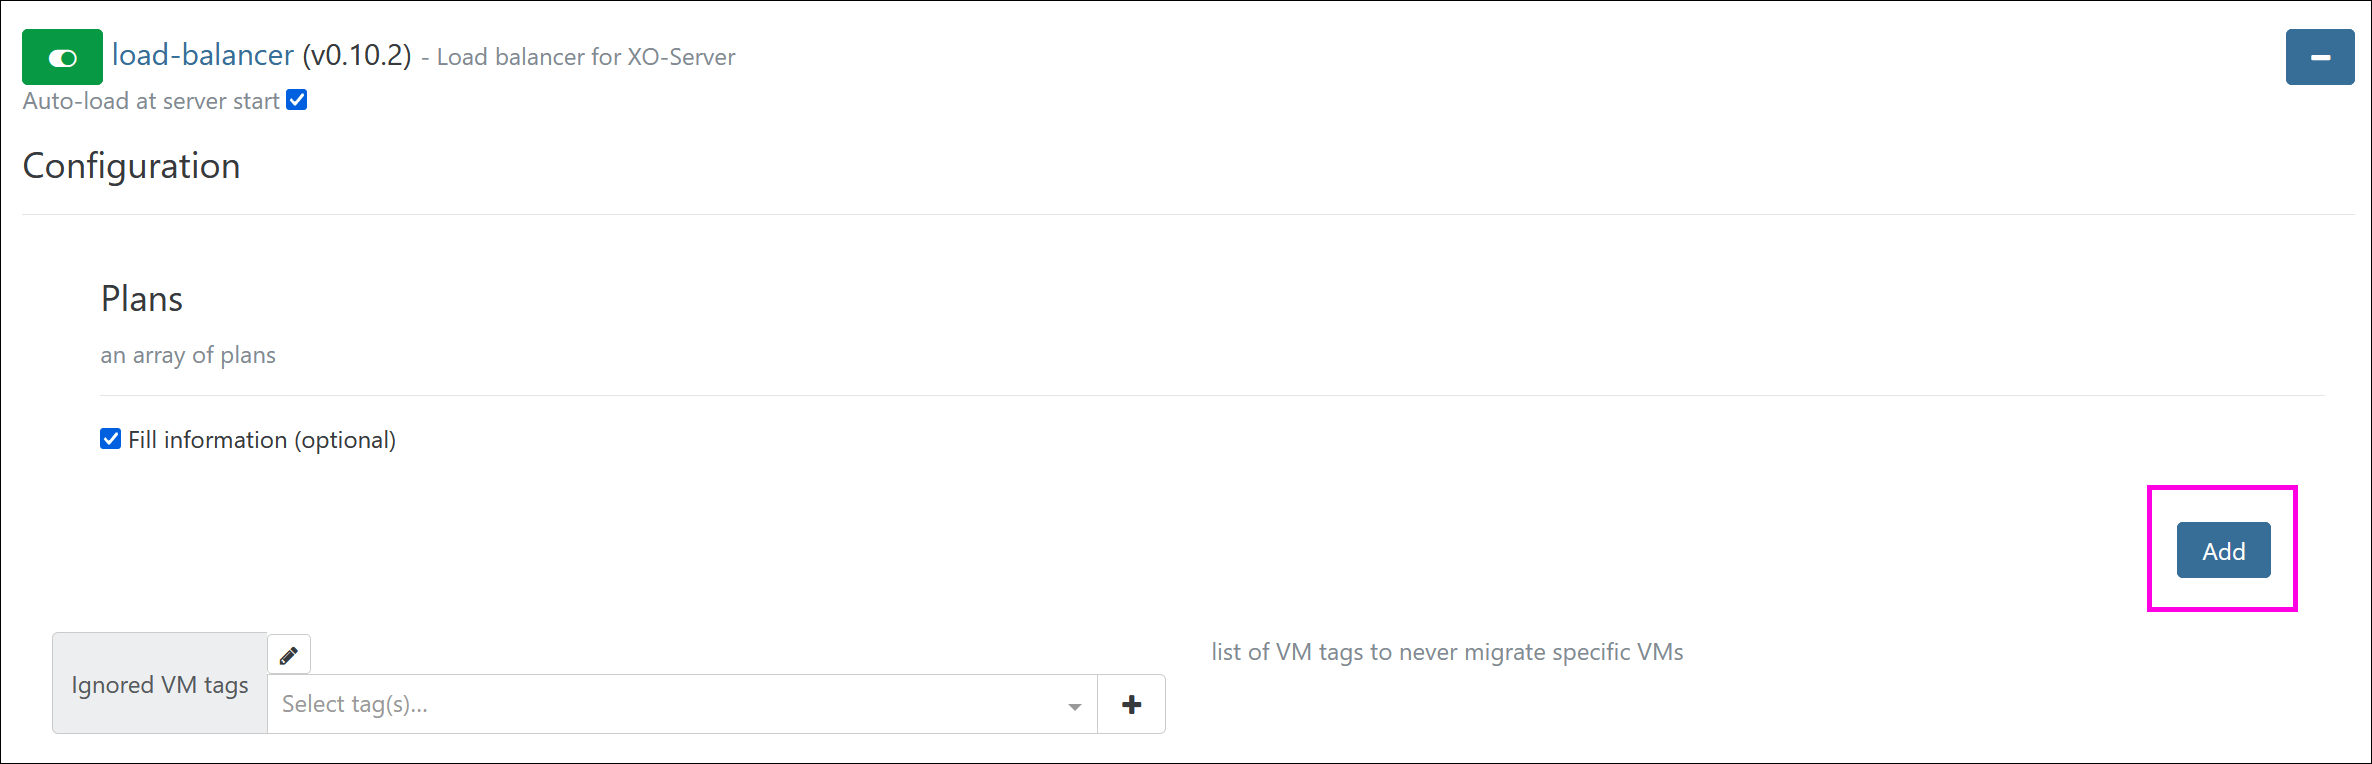 load-balancer (v0.10.2) - Load balancer for XO-Server
Auto-load at server start
Configuration
Plans
an array of plans
Fill information (optional)
Add
Ignored VM tags
Select tag(s)...
list of VM tags to never migrate specific VMs